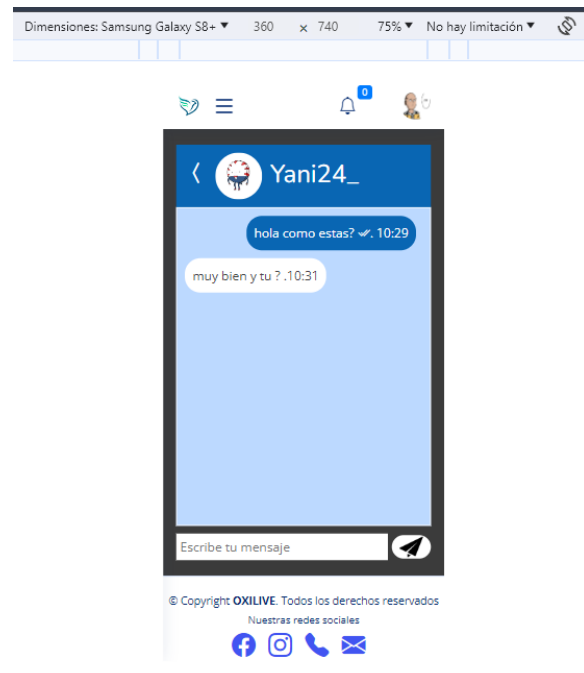 Dimensiones: Samsung Galaxy S8+ ▼ 360 x 740 75% ▼ No hay limitación ▼
0
Yani24_
hola como estas? . 10:29
muy bien y tu ? .10:31
Escribe tu mensaje
© Copyright OXILIVE. Todos los derechos reservados
Nuestras redes sociales